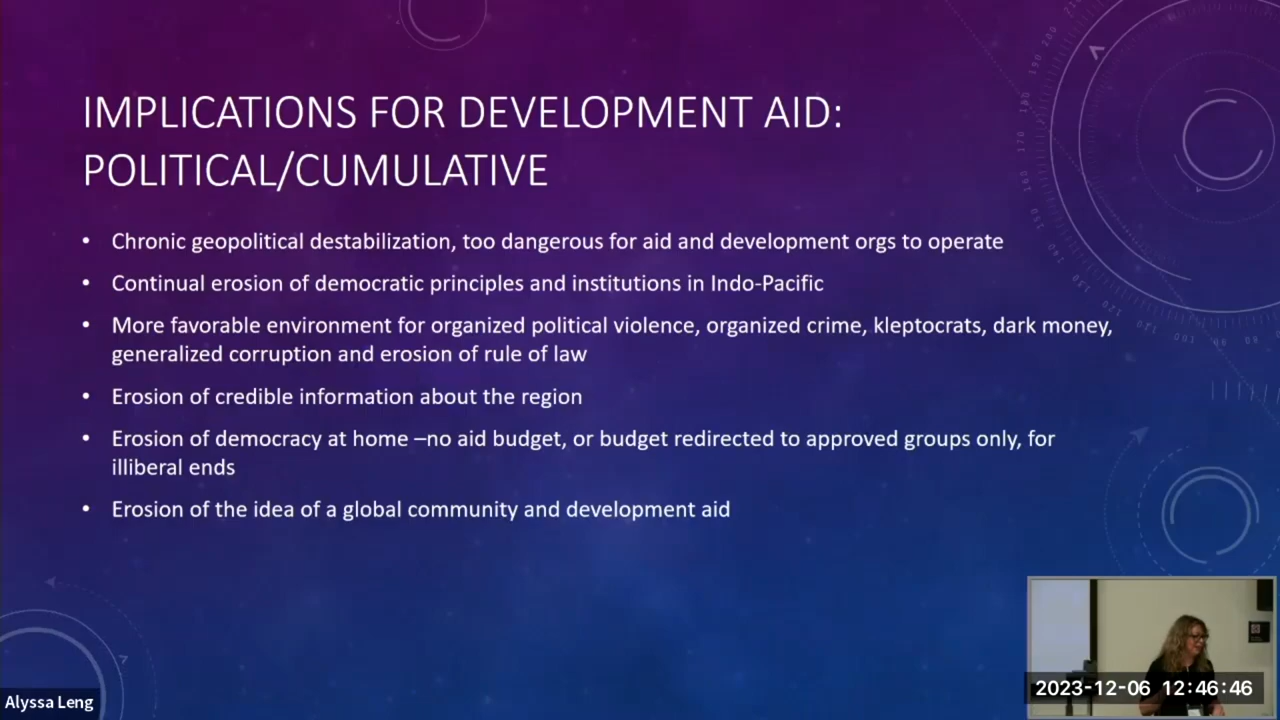 IMPLICATIONS FOR DEVELOPMENT AID:
POLITICAL/CUMULATIVE
• Chronic geopolitical destabilization, too dangerous for aid and development orgs to operate
• Continual erosion of democratic principles and institutions in Indo-Pacific
• More favorable environment for organized political violence, organized crime, kleptocrats, dark money,
generalized corruption and erosion of rule of law
• Erosion of credible information about the region
• Erosion of democracy at home –no aid budget, or budget redirected to approved groups only, for
illiberal ends
• Erosion of the idea of a global community and development aid
Alyssa Leng
2023-12-06 12:46:46